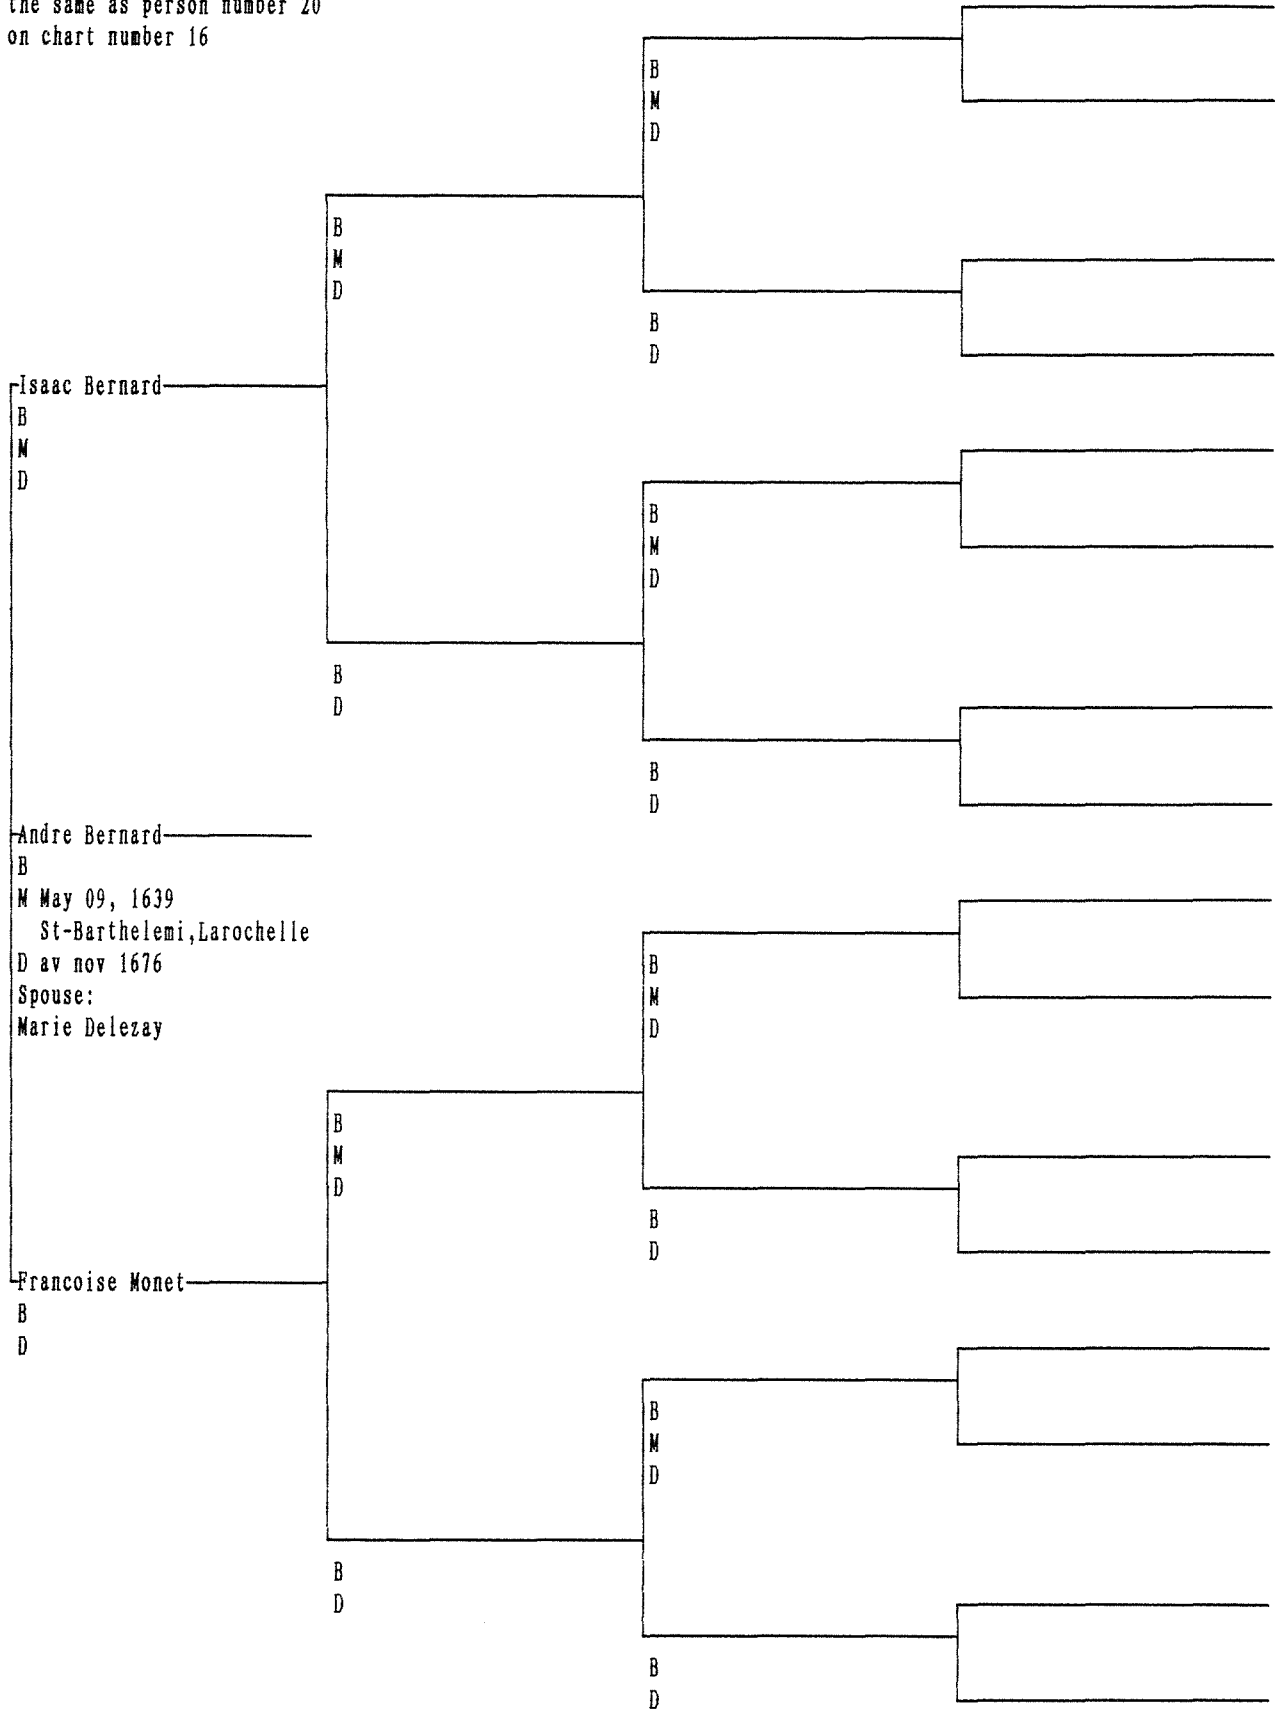 the same as person number 20
on chart number 16
B
M
D
B
M
D
B
D
Isaac Bernard
B
M
D
B
M
D
B
D
B
D
Andre Bernard
B
M May 09, 1639
St-Barthelemi,Larochelle
D av nov 1676
Spouse:
Marie Delezay
B
M
D
B
M
D
B
D
Francoise Monet
B
D
B
M
D
B
D
B
D